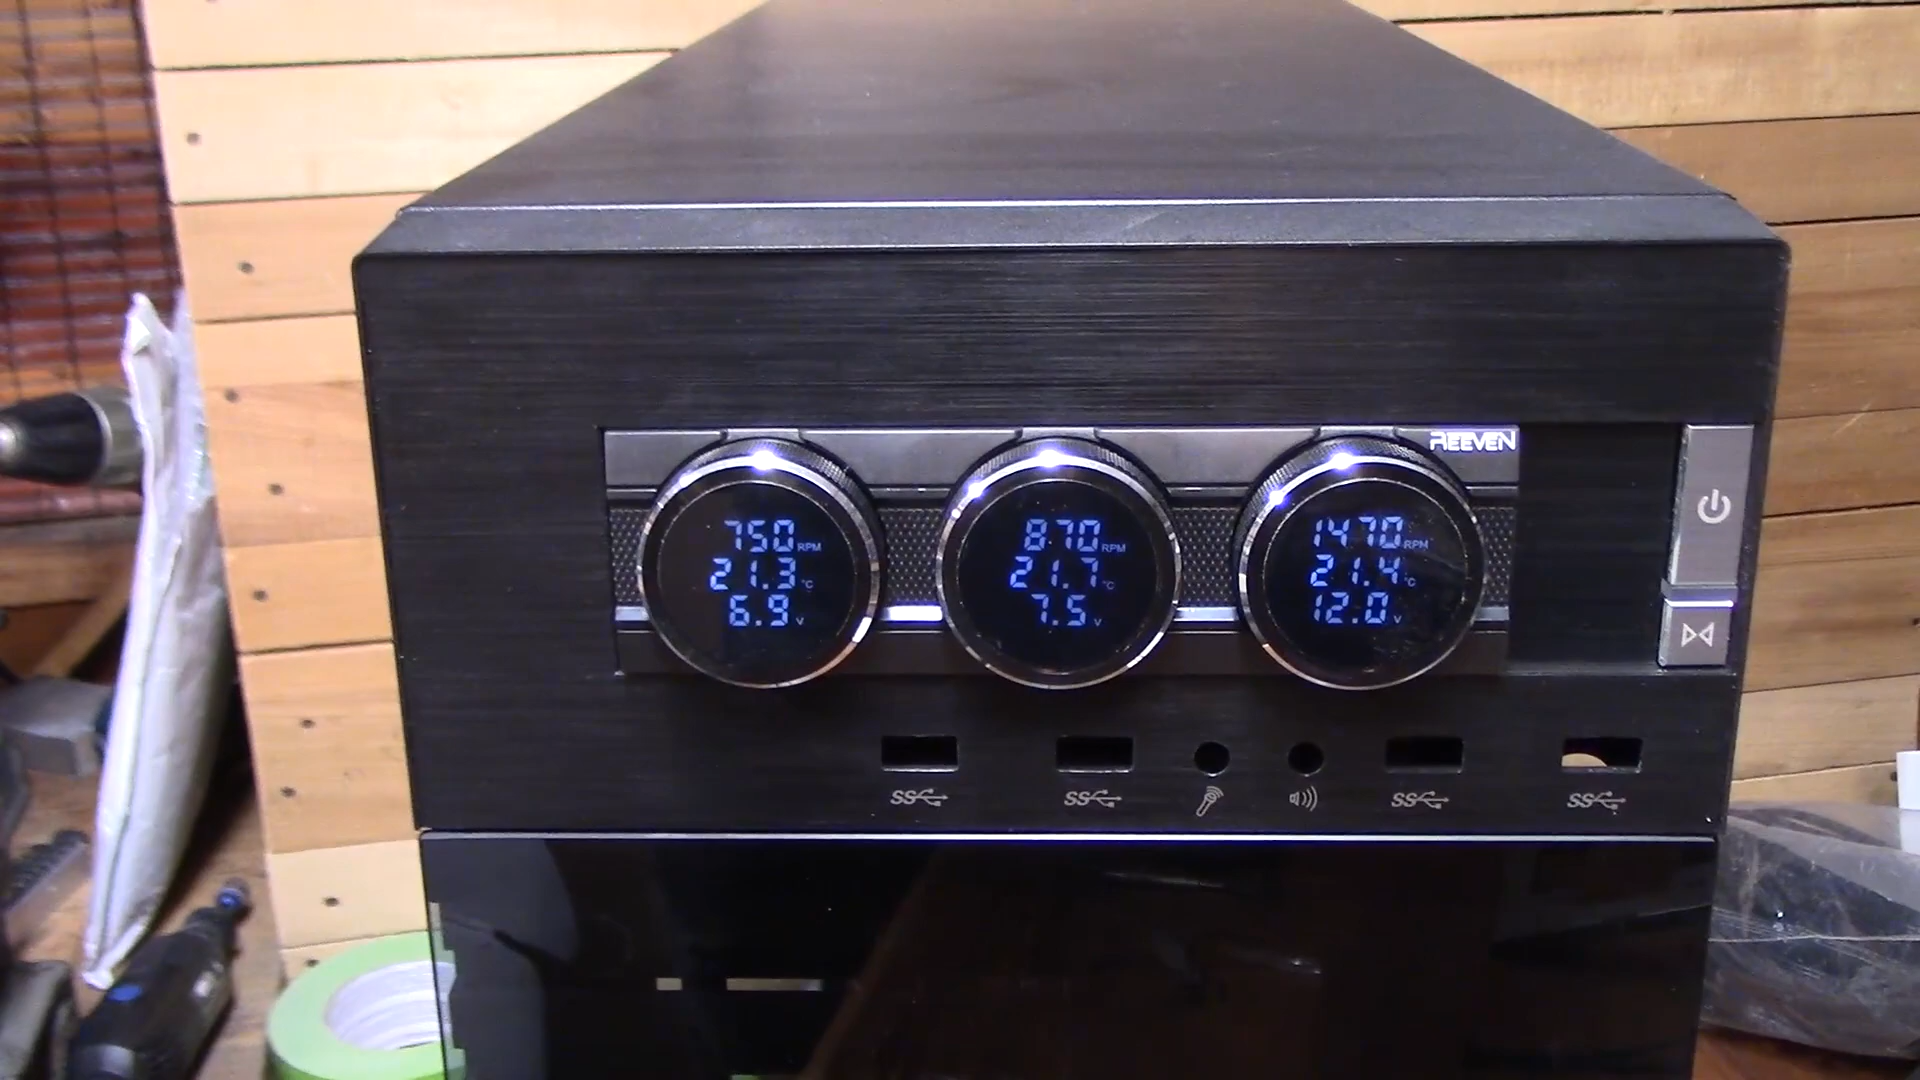 REEVEN
750 RPM
21.3 °C
6.9 V
870 RPM
21.7 °C
7.5 V
1470 RPM
21.4 °C
12.0 V
SS
SS
SS
SS